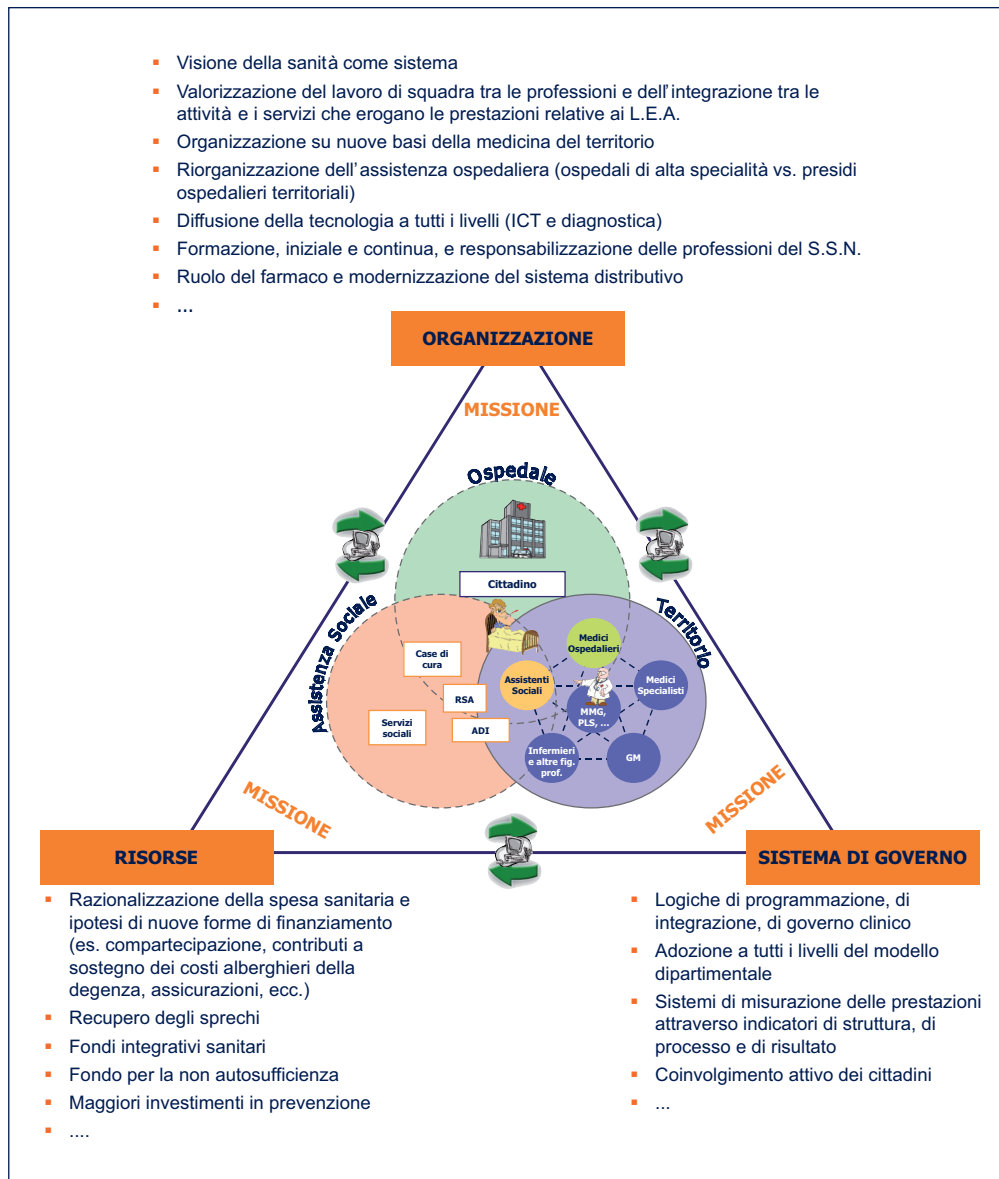 ▪ Visione della sanità come sistema
▪ Valorizzazione del lavoro di squadra tra le professioni e dell'integrazione tra le
attività e i servizi che erogano le prestazioni relative ai L.E.A.
▪ Organizzazione su nuove basi della medicina del territorio
▪ Riorganizzazione dell'assistenza ospedaliera (ospedali di alta specialità vs. presidi
ospedalieri territoriali)
▪ Diffusione della tecnologia a tutti i livelli (ICT e diagnostica)
▪ Formazione, iniziale e continua, e responsabilizzazione delle professioni del S.S.N.
▪ Ruolo del farmaco e modernizzazione del sistema distributivo
▪ ...
ORGANIZZAZIONE
MISSIONE
Ospedale
Cittadino
Assistenza Sociale
Territorio
Case di
cura
RSA
ADI
Servizi
sociali
Medici
Ospedalieri
Assistenti
Sociali
Medici
Specialisti
MMG,
PLS, ...
Infermieri
e altre fig.
prof.
GM
MISSIONE
MISSIONE
RISORSE
▪ Razionalizzazione della spesa sanitaria e
ipotesi di nuove forme di finanziamento
(es. compartecipazione, contributi a
sostegno dei costi alberghieri della
degenza, assicurazioni, ecc.)
▪ Recupero degli sprechi
▪ Fondi integrativi sanitari
▪ Fondo per la non autosufficienza
▪ Maggiori investimenti in prevenzione
▪ ....
SISTEMA DI GOVERNO
▪ Logiche di programmazione, di
integrazione, di governo clinico
▪ Adozione a tutti i livelli del modello
dipartimentale
▪ Sistemi di misurazione delle prestazioni
attraverso indicatori di struttura, di
processo e di risultato
▪ Coinvolgimento attivo dei cittadini
▪ ...